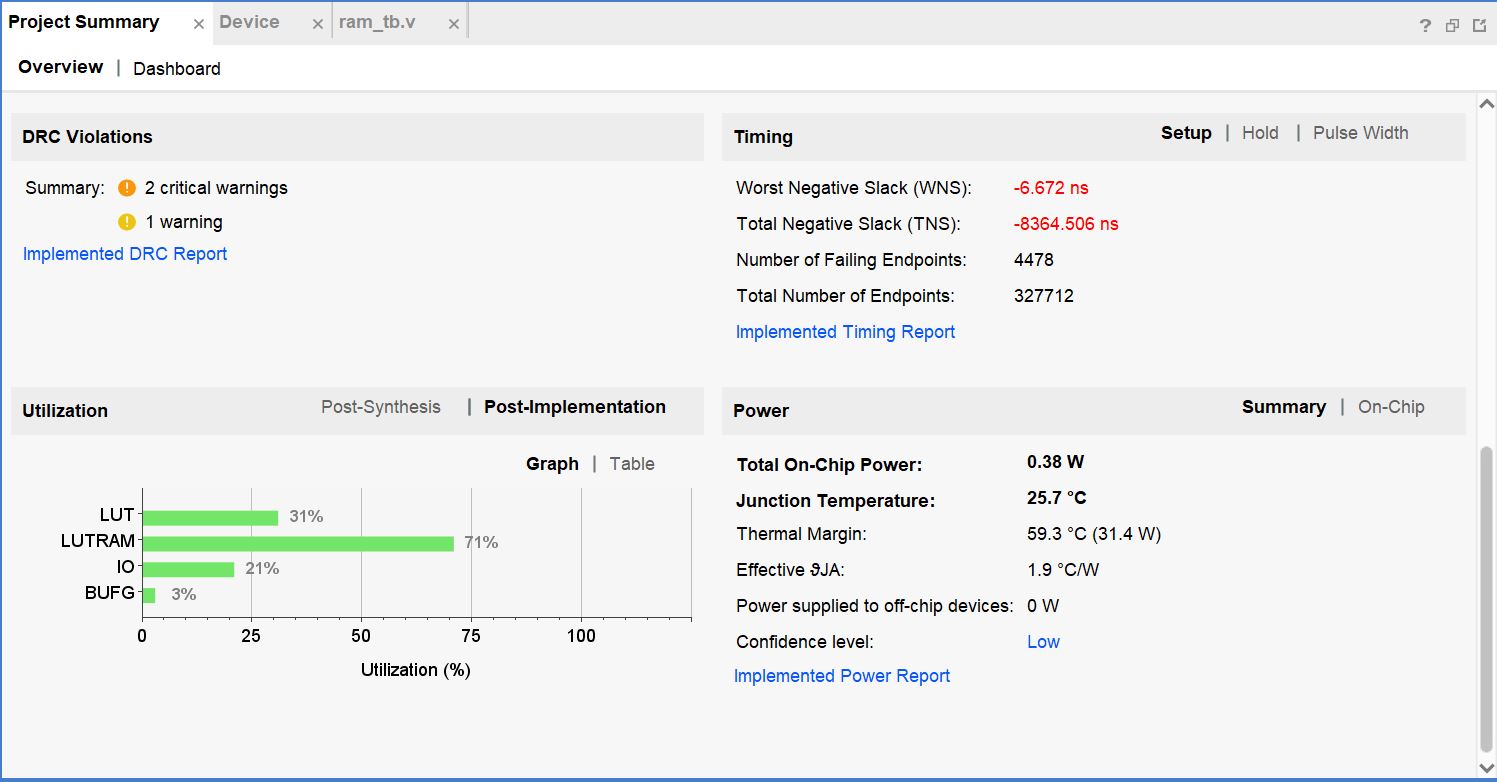 Project Summary × Device × ram_tb.v ×
?
Overview | Dashboard
DRC Violations
Summary: 2 critical warnings
1 warning
Implemented DRC Report
Timing Setup | Hold | Pulse Width
Worst Negative Slack (WNS): -6.672 ns
Total Negative Slack (TNS): -8364.506 ns
Number of Failing Endpoints: 4478
Total Number of Endpoints: 327712
Implemented Timing Report
Utilization Post-Synthesis | Post-Implementation
Graph | Table
LUT 31%
LUTRAM 71%
IO 21%
BUFG 3%
0 25 50 75 100
Utilization (%)
Power Summary | On-Chip
Total On-Chip Power: 0.38 W
Junction Temperature: 25.7 °C
Thermal Margin: 59.3 °C (31.4 W)
Effective ϑJA: 1.9 °C/W
Power supplied to off-chip devices: 0 W
Confidence level: Low
Implemented Power Report